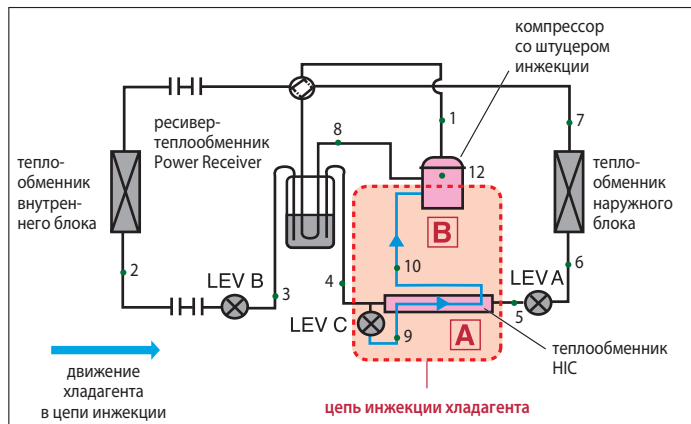 компрессор
со штуцером
инжекции
1
7
8
ресивер-
теплообменник
Power Receiver
12
тепло-
обменник
внутрен-
него блока
тепло-
обменник
наружного
блока
B
2
10
6
LEV B
3
4
LEV A
5
LEV C
9
A
теплообменник
HIC
движение
хладагента
в цепи инжекции
цепь инжекции хладагента